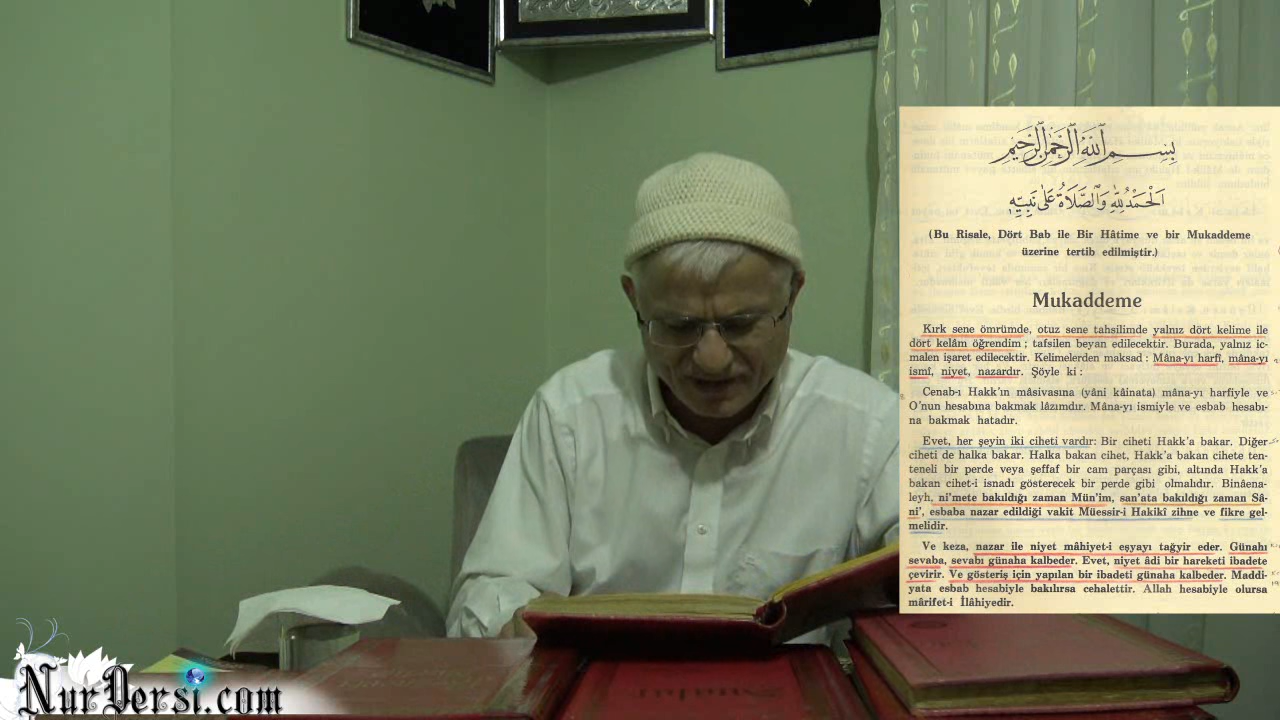 بِسْمِ اللّٰهِ الرَّحْمٰنِ الرَّحِيمِ
اَلْحَمْدُ لِلّٰهِ وَالصَّلَاةُ عَلٰى نَبِيِّهِ
(Bu Risale, Dört Bab ile Bir Hâtime ve bir Mukaddeme
üzerine tertib edilmiştir.)
Mukaddeme
Kırk sene ömrümde, otuz sene tahsilimde yalnız dört kelime ile
dört kelâm öğrendim; tafsilen beyan edilecektir. Burada, yalnız ic-
malen işaret edilecektir. Kelimelerden maksad: Mâna-yı harfî, mâna-yı
ismî, niyet, nazardır. Şöyle ki:
Cenab-ı Hakk'ın mâsivasına (yâni kâinata) mâna-yı harfiyle ve
O'nun hesabına bakmak lâzımdır. Mâna-yı ismiyle ve esbab hesabı-
na bakmak hatadır.
Evet, her şeyin iki ciheti vardır: Bir ciheti Hakk'a bakar. Diğer
ciheti de halka bakar. Halka bakan cihet, Hakk'a bakan cihete ten-
teneli bir perde veya şeffaf bir cam parçası gibi, altında Hakk'a
bakan cihet-i isnadı gösterecek bir perde gibi olmalıdır. Binâena-
leyh, ni'mete bakıldığı zaman Mün'im, san'ata bakıldığı zaman Sâ-
ni', esbaba nazar edildiği vakit Müessir-i Hakikî zihne ve fikre gel-
melidir.
Ve keza, nazar ile niyet mâhiyet-i eşyayı tağyir eder. Günahı
sevaba, sevabı günaha kalbeder. Evet, niyet âdi bir hareketi ibadete
çevirir. Ve gösteriş için yapılan bir ibadeti günaha kalbeder. Maddi-
yata esbab hesabiyle bakılırsa cehalettir. Allah hesabiyle olursa
mârifet-i İlâhiyedir.
NurDersi.com